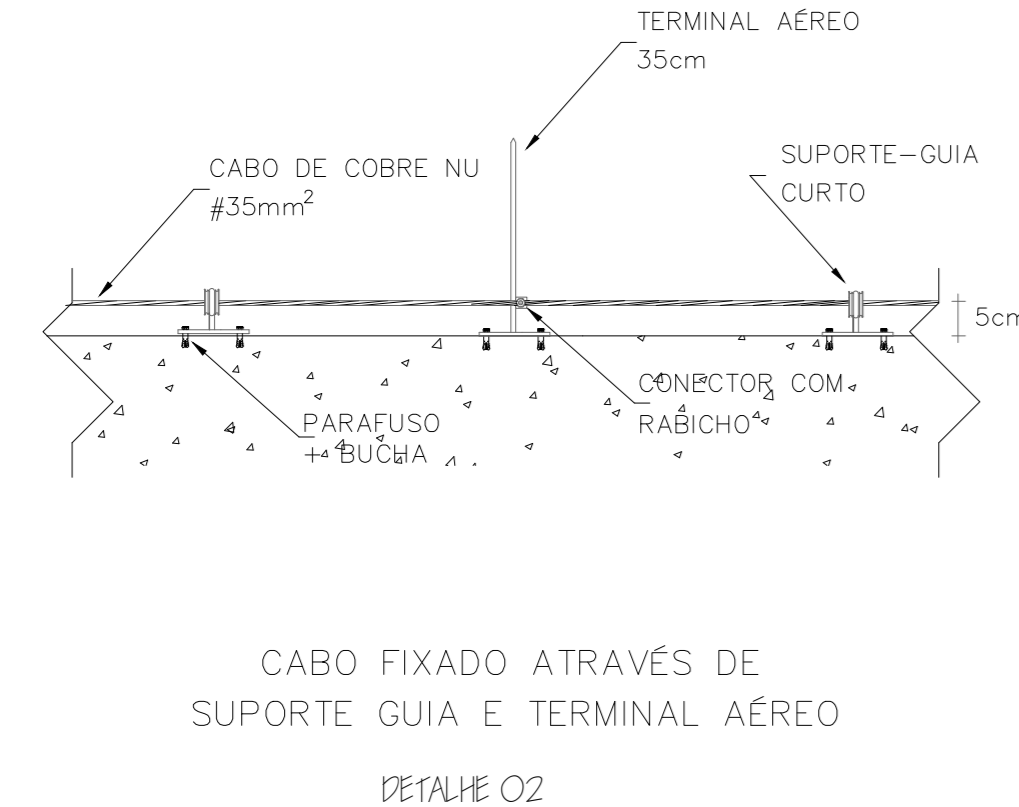 TERMINAL AÉREO
35cm
CABO DE COBRE NU
#35mm²
SUPORTE-GUIA
CURTO
5cm
CONECTOR COM
RABICHO
PARAFUSO
+ BUCHA
CABO FIXADO ATRAVÉS DE
SUPORTE GUIA E TERMINAL AÉREO
DETALHE 02